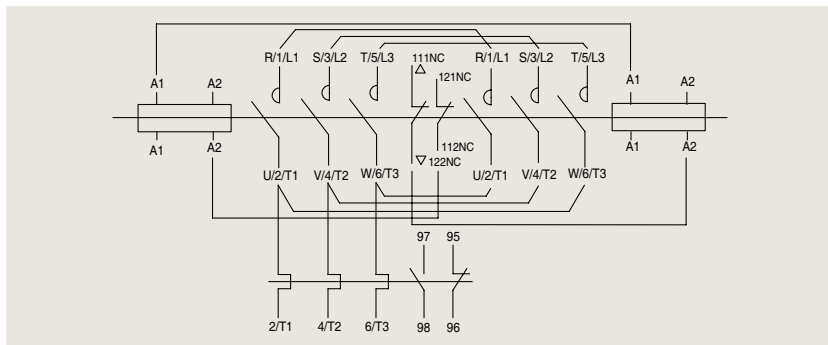 R/1/L1 S/3/L2 T/5/L3 111NC R/1/L1 S/3/L2 T/5/L3
A1 A2 121NC A1 A2
A1 A2 112NC A1 A2
122NC
U/2/T1 V/4/T2 W/6/T3 U/2/T1 V/4/T2 W/6/T3
97 95
2/T1 4/T2 6/T3 98 96